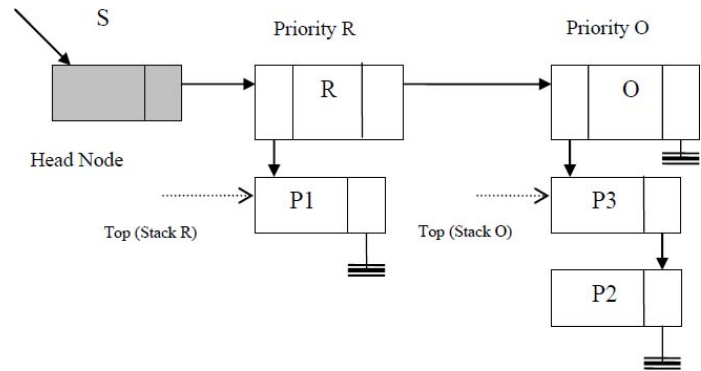 S
Priority R
Priority O
R
O
Head Node
P1
P3
Top (Stack R)
Top (Stack O)
P2